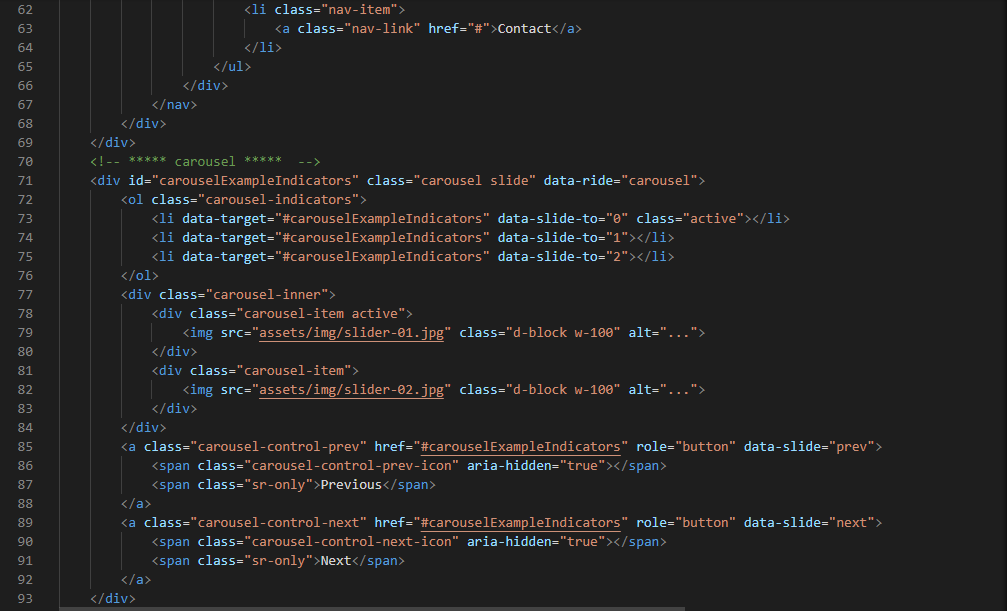 62 <li class="nav-item">
63 <a class="nav-link" href="#">Contact</a>
64 </li>
65 </ul>
66 </div>
67 </nav>
68 </div>
69 </div>
70 <!-- ***** carousel *****  -->
71 <div id="carouselExampleIndicators" class="carousel slide" data-ride="carousel">
72 <ol class="carousel-indicators">
73 <li data-target="#carouselExampleIndicators" data-slide-to="0" class="active"></li>
74 <li data-target="#carouselExampleIndicators" data-slide-to="1"></li>
75 <li data-target="#carouselExampleIndicators" data-slide-to="2"></li>
76 </ol>
77 <div class="carousel-inner">
78 <div class="carousel-item active">
79 <img src="assets/img/slider-01.jpg" class="d-block w-100" alt="...">
80 </div>
81 <div class="carousel-item">
82 <img src="assets/img/slider-02.jpg" class="d-block w-100" alt="...">
83 </div>
84 </div>
85 <a class="carousel-control-prev" href="#carouselExampleIndicators" role="button" data-slide="prev">
86 <span class="carousel-control-prev-icon" aria-hidden="true"></span>
87 <span class="sr-only">Previous</span>
88 </a>
89 <a class="carousel-control-next" href="#carouselExampleIndicators" role="button" data-slide="next">
90 <span class="carousel-control-next-icon" aria-hidden="true"></span>
91 <span class="sr-only">Next</span>
92 </a>
93 </div>